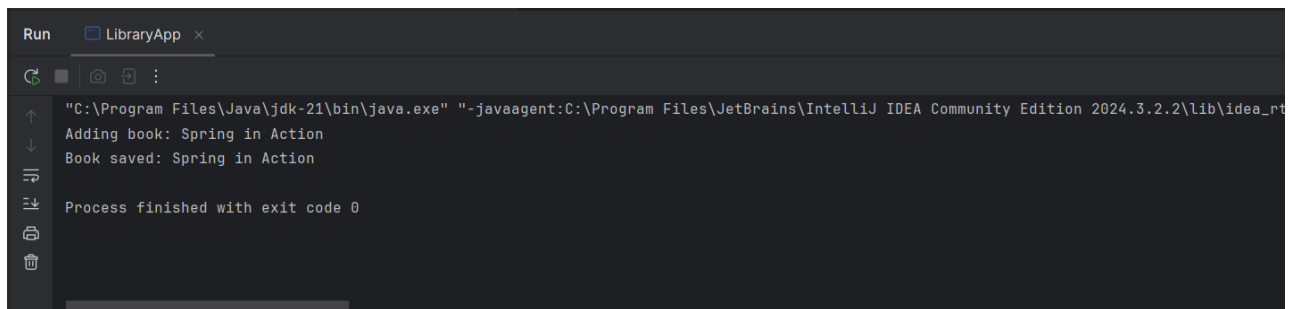 Run LibraryApp
"C:\Program Files\Java\jdk-21\bin\java.exe" "-javaagent:C:\Program Files\JetBrains\IntelliJ IDEA Community Edition 2024.3.2.2\lib\idea_rt
Adding book: Spring in Action
Book saved: Spring in Action
Process finished with exit code 0